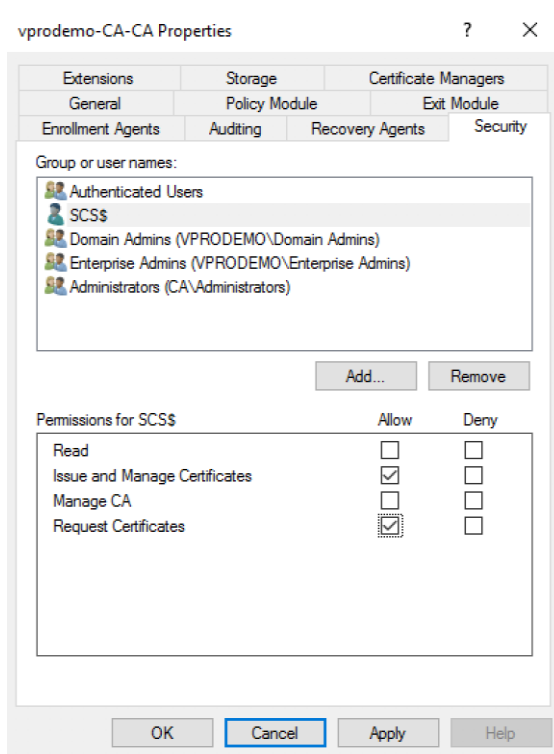 vprodemo-CA-CA Properties ? ×
Extensions Storage Certificate Managers
General Policy Module Exit Module
Enrollment Agents Auditing Recovery Agents Security
Group or user names:
Authenticated Users
SCS$
Domain Admins (VPRODEMO\Domain Admins)
Enterprise Admins (VPRODEMO\Enterprise Admins)
Administrators (CA\Administrators)
Add... Remove
Permissions for SCS$ Allow Deny
Read
Issue and Manage Certificates
Manage CA
Request Certificates
OK Cancel Apply Help